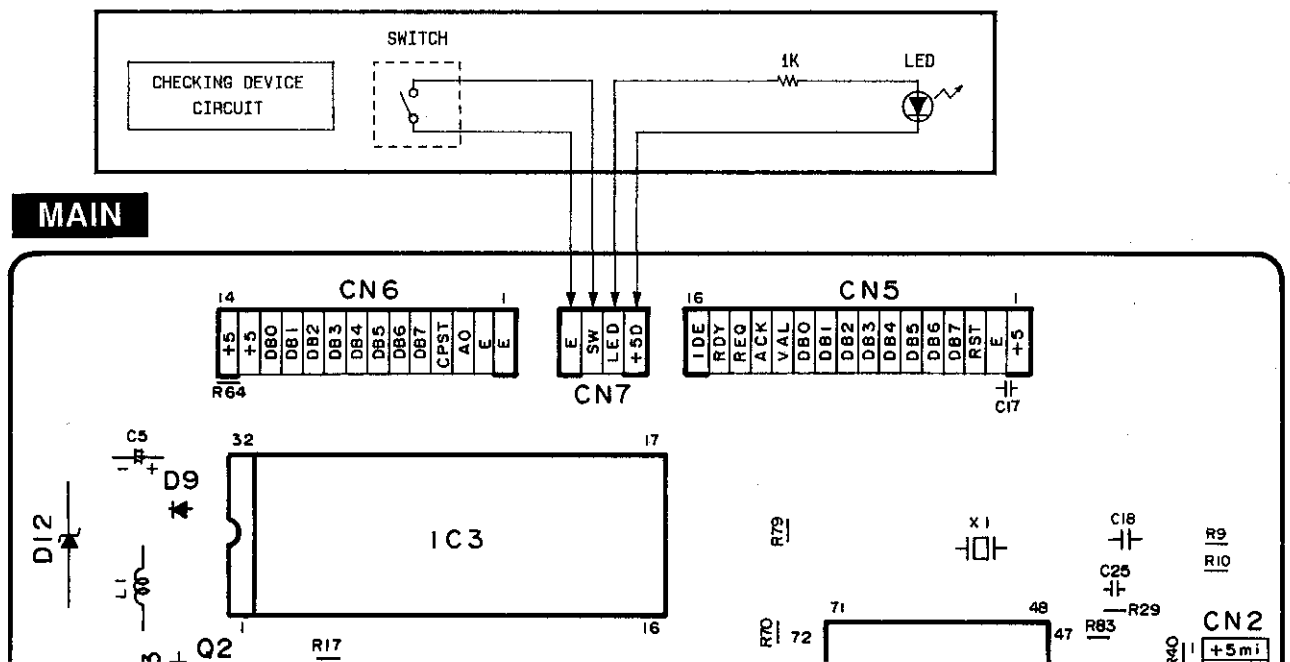 SWITCH
1K
LED
CHECKING DEVICE
CIRCUIT
MAIN
14
CN6
1
16
CN5
1
+5
+5
DB0
DB1
DB2
DB3
DB4
DB5
DB6
DB7
CPST
A0
E
E
E
SW
LED
+5D
IDE
RDY
REQ
ACK
VAL
DB0
DB1
DB2
DB3
DB4
DB5
DB6
DB7
RST
E
+5
R64
CN7
C17
C5
- +
32
17
D9
D12
IC3
R79
X1
C18
R9
R10
L1
C25
R29
1
16
71
48
CN2
Q2
R17
R70
72
47
R83
R40
1
+5mi
3
+